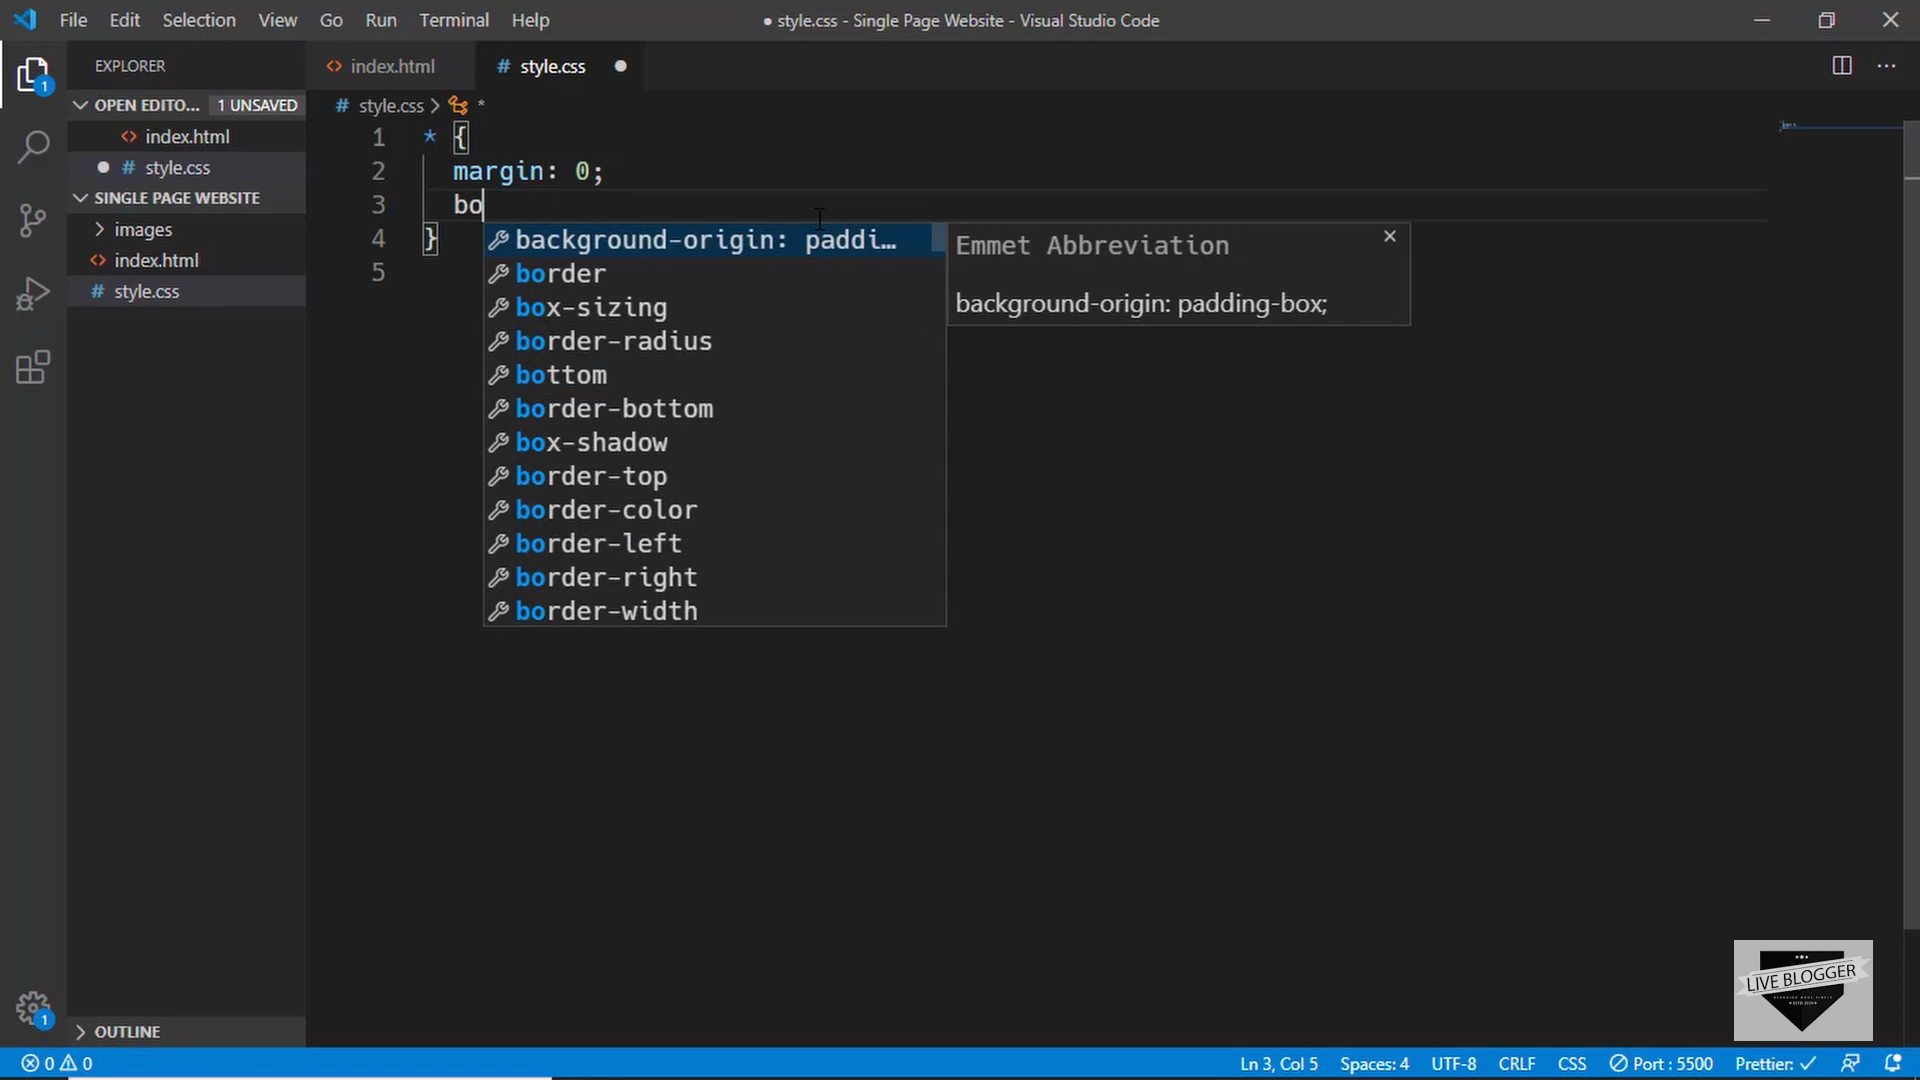 File Edit Selection View Go Run Terminal Help ● style.css - Single Page Website - Visual Studio Code
EXPLORER
OPEN EDITO... 1 UNSAVED
<> index.html
● # style.css
SINGLE PAGE WEBSITE
> images
<> index.html
# style.css
OUTLINE
<> index.html # style.css ●
# style.css > *
1 * {
2 margin: 0;
3 bo
4 }
5
background-origin: paddi…
border
box-sizing
border-radius
bottom
border-bottom
box-shadow
border-top
border-color
border-left
border-right
border-width
Emmet Abbreviation
background-origin: padding-box;
1
1
LIVE BLOGGER
0 0 Ln 3, Col 5 Spaces: 4 UTF-8 CRLF CSS Port : 5500 Prettier: ✓